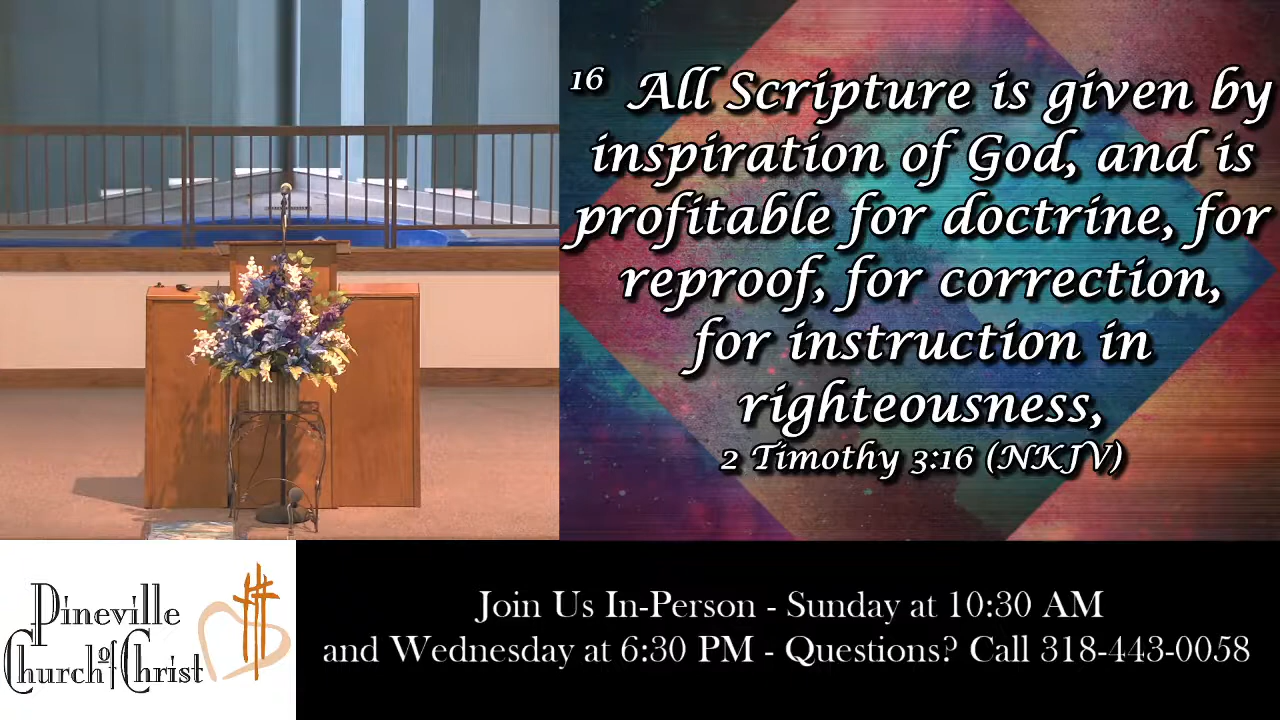 16 All Scripture is given by
inspiration of God, and is
profitable for doctrine, for
reproof, for correction,
for instruction in
righteousness,
2 Timothy 3:16 (NKJV)
Pineville
Church of Christ
Join Us In-Person - Sunday at 10:30 AM
and Wednesday at 6:30 PM - Questions? Call 318-443-0058